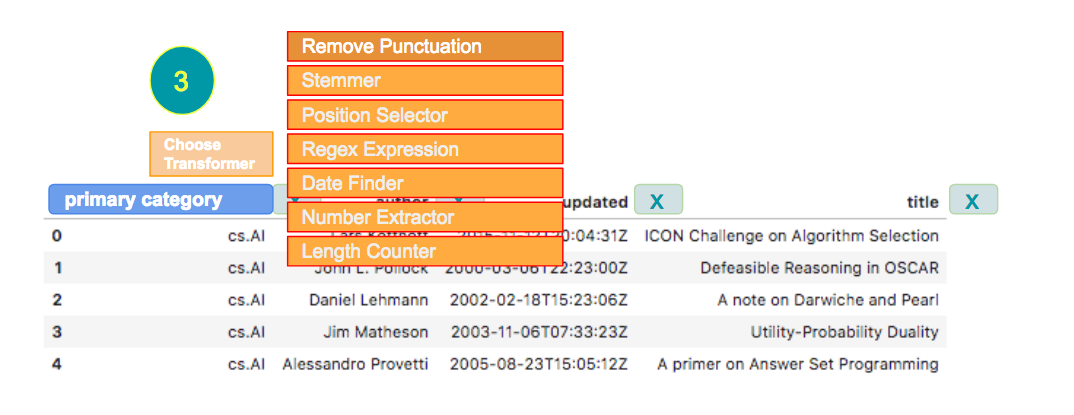 3
Remove Punctuation
Stemmer
Position Selector
Choose
Transformer
Regex Expression
Date Finder
primary category
author
updated
X
title
X
Number Extractor
0 cs.AI Lars Kotthoff 20:04:31Z ICON Challenge on Algorithm Selection
Length Counter
1 cs.AI John L. Pollock 2000-03-06T22:23:00Z Defeasible Reasoning in OSCAR
2 cs.AI Daniel Lehmann 2002-02-18T15:23:06Z A note on Darwiche and Pearl
3 cs.AI Jim Matheson 2003-11-06T07:33:23Z Utility-Probability Duality
4 cs.AI Alessandro Provetti 2005-08-23T15:05:12Z A primer on Answer Set Programming